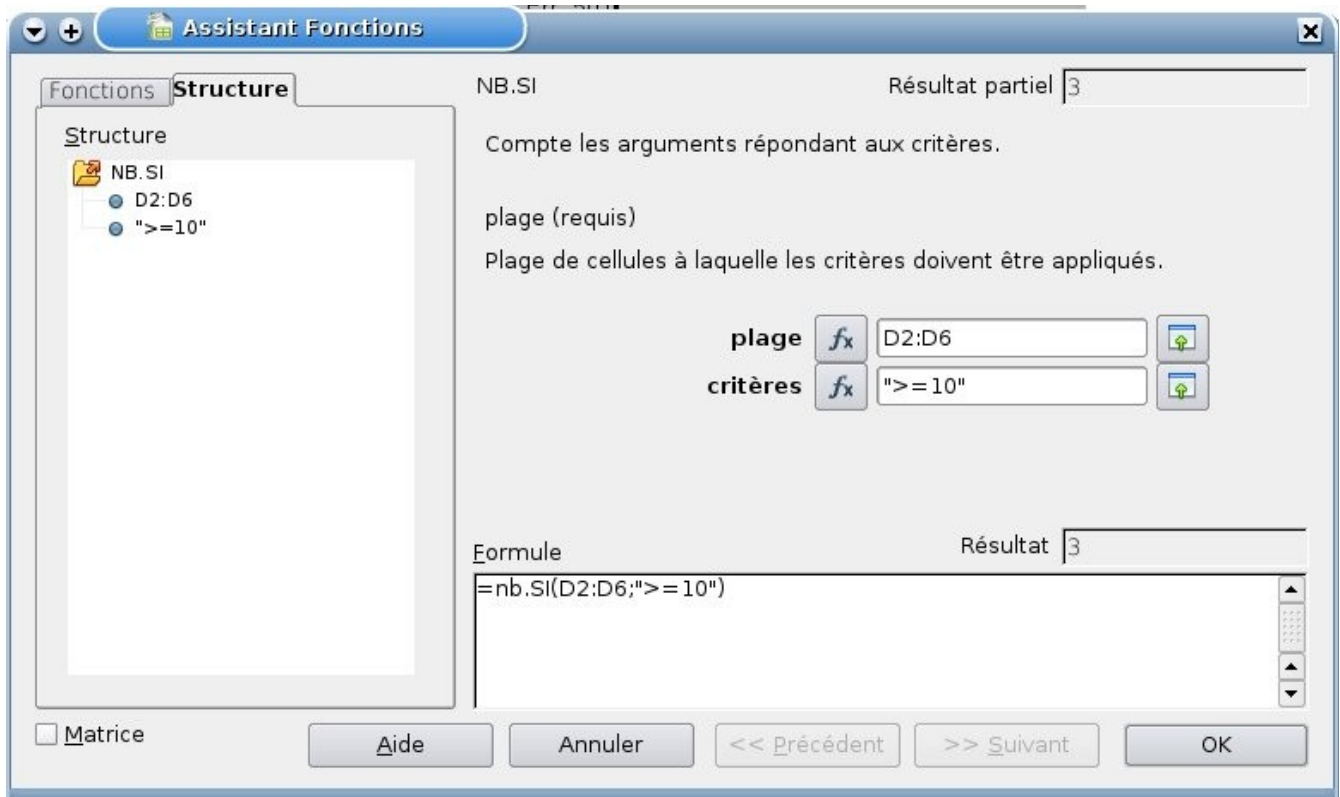 Assistant Fonctions
Fonctions Structure
Structure
NB.SI
D2:D6
">=10"
NB.SI Résultat partiel 3
Compte les arguments répondant aux critères.
plage (requis)
Plage de cellules à laquelle les critères doivent être appliqués.
plage fx D2:D6
critères fx ">=10"
Formule Résultat 3
=nb.SI(D2:D6;">=10")
Matrice Aide Annuler << Précédent >> Suivant OK